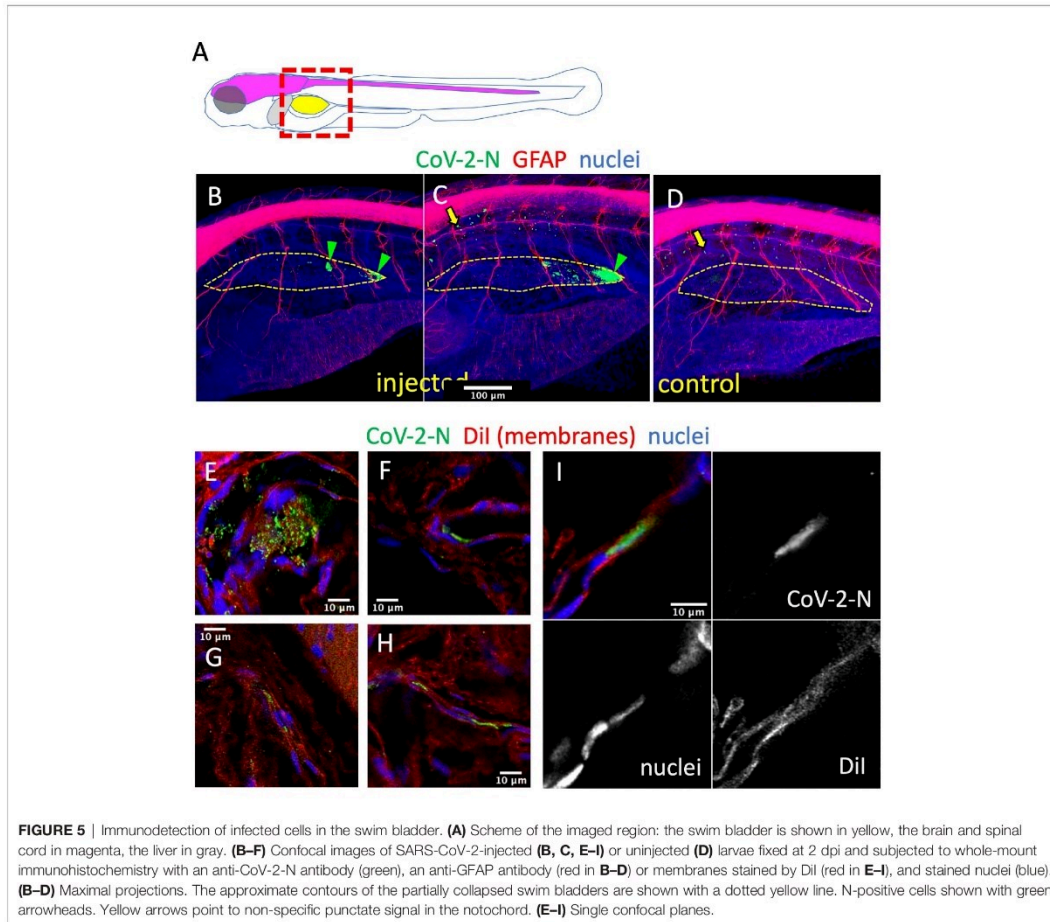 A
CoV-2-N GFAP nuclei
B
C
D
injected
control
100 µm
CoV-2-N DiI (membranes) nuclei
E
F
I
10 µm
10 µm
10 µm
CoV-2-N
10 µm
G
H
10 µm
nuclei
DiI
FIGURE 5 | Immunodetection of infected cells in the swim bladder. (A) Scheme of the imaged region: the swim bladder is shown in yellow, the brain and spinal
cord in magenta, the liver in gray. (B–F) Confocal images of SARS-CoV-2-injected (B, C, E–I) or uninjected (D) larvae fixed at 2 dpi and subjected to whole-mount
immunohistochemistry with an anti-CoV-2-N antibody (green), an anti-GFAP antibody (red in B–D) or membranes stained by DiI (red in E–I), and stained nuclei (blue)
(B–D) Maximal projections. The approximate contours of the partially collapsed swim bladders are shown with a dotted yellow line. N-positive cells shown with green
arrowheads. Yellow arrows point to non-specific punctate signal in the notochord. (E–I) Single confocal planes.